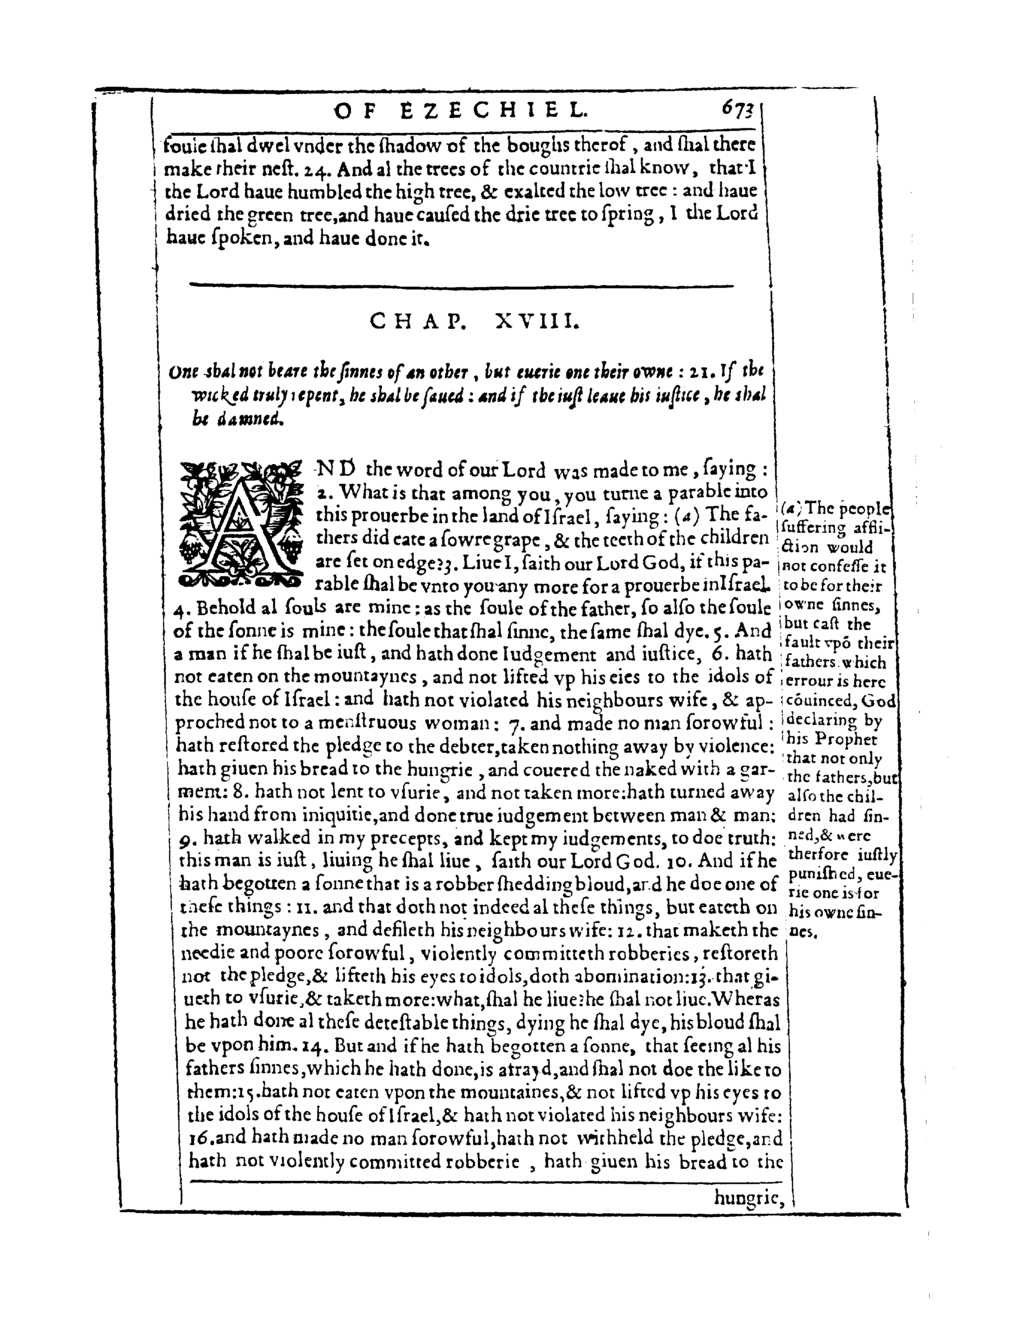 OF EZECHIEL. 673
foule ſhal dwel vnder the ſhadow of the boughs therof, and ſhal there
make their neſt. 24. And al the trees of the countrie ſhal know, that I
the Lord haue humbled the high tree, & exalted the low tree: and haue
dried the green tree, and haue cauſed the drie tree to ſpring, I the Lord
haue ſpoken, and haue done it.
CHAP. XVIII.
One shal not beare the ſinnes of an other, but euerie one their owne: 21. If the
wicked truly repent, he shal be ſaued: and if the iuſt leaue his iuſtice, he shal
be damned.
AND the word of our Lord was made to me, ſaying:
2. What is that among you, you turne a parable into
this prouerbe in the land of Iſrael, ſaying: (a) The fa-
thers did eate a ſowre grape, & the teeth of the children
are ſet on edge? 3. Liue I, ſaith our Lord God, if this pa-
rable ſhal be vnto you any more for a prouerbe in Iſrael.
4. Behold al ſouls are mine: as the ſoule of the father, ſo alſo the ſoule
of the ſonne is mine: the ſoule that ſhal ſinne, the ſame ſhal dye. 5. And
a man if he ſhal be iuſt, and hath done Iudgement and iuſtice, 6. hath
not eaten on the mountaynes, and not lifted vp his eies to the idols of
the houſe of Iſrael: and hath not violated his neighbours wife, & ap-
proched not to a menſtruous woman: 7. and made no man ſorowful:
hath reſtored the pledge to the debter, taken nothing away by violence:
hath giuen his bread to the hungrie, and couered the naked with a gar-
ment: 8. hath not lent to vſurie, and not taken more: hath turned away
his hand from iniquitie, and done true iudgement between man & man:
9. hath walked in my precepts, and kept my iudgements, to doe truth:
this man is iuſt, liuing he ſhal liue, ſaith our Lord God. 10. And if he
hath begotten a ſonne that is a robber ſhedding bloud, and he doe one of
theſe things: 11. and that doth not indeed al theſe things, but eateth on
the mountaynes, and defileth his neighbours wife: 12. that maketh the
needie and poore ſorowful, violently committeth robberies, reſtoreth
not the pledge, & lifteth his eyes to idols, doth abomination: 13. that gi-
ueth to vſurie, & taketh more: what, ſhal he liue? he ſhal not liue. Wheras
he hath done al theſe deteſtable things, dying he ſhal dye, his bloud ſhal
be vpon him. 14. But and if he hath begotten a ſonne, that ſeeing al his
fathers ſinnes, which he hath done, is afrayd, and ſhal not doe the like to
them: 15. hath not eaten vpon the mountaines, & not lifted vp his eyes to
the idols of the houſe of Iſrael, & hath not violated his neighbours wife:
16. and hath made no man ſorowful, hath not withheld the pledge, and
hath not violently committed robberie, hath giuen his bread to the
hungrie,
(a) The people
ſuffering affli-
ction would
not confeſſe it
to be for their
owne ſinnes,
but caſt the
fault vpō their
fathers. which
errour is here
cōuinced, God
declaring by
his Prophet
that not only
the fathers, but
alſo the chil-
dren had ſin-
ned, & were
therfore iuſtly
puniſhed, eue-
rie one is for
his owne ſin-
nes.